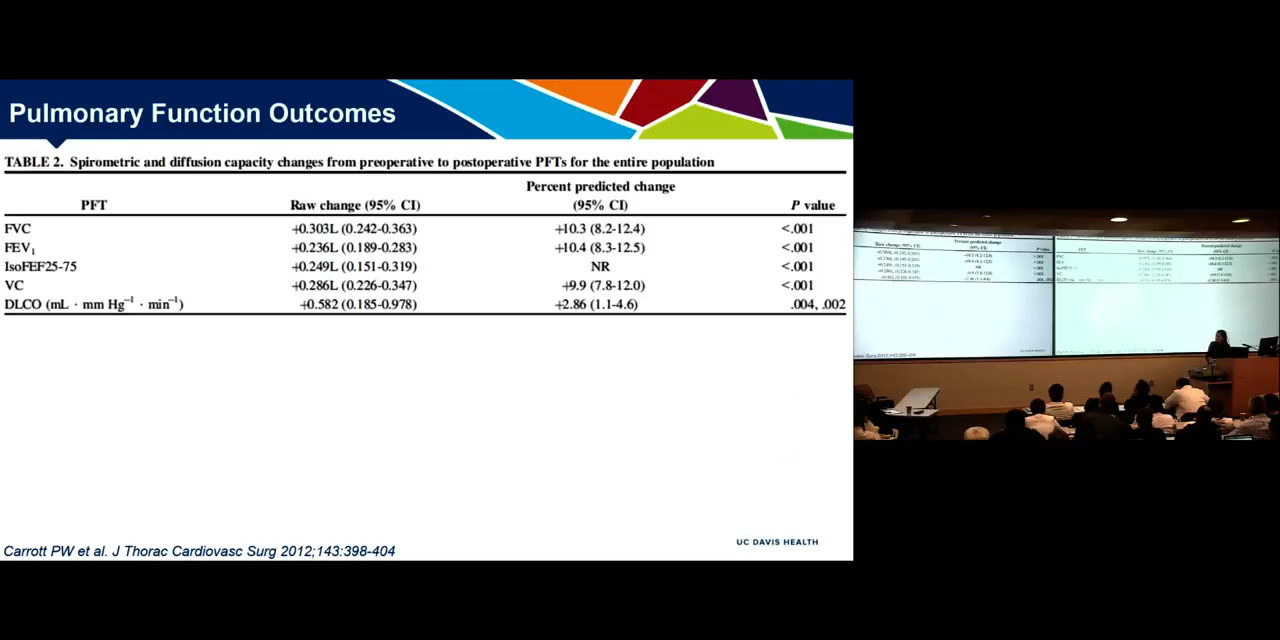 Pulmonary Function Outcomes
TABLE 2. Spirometric and diffusion capacity changes from preoperative to postoperative PFTs for the entire population
Percent predicted change
PFT Raw change (95% CI) (95% CI) P value
FVC +0.303L (0.242-0.363) +10.3 (8.2-12.4) <.001
FEV₁ +0.236L (0.189-0.283) +10.4 (8.3-12.5) <.001
IsoFEF25-75 +0.249L (0.151-0.319) NR <.001
VC +0.286L (0.226-0.347) +9.9 (7.8-12.0) <.001
DLCO (mL · mm Hg⁻¹ · min⁻¹) +0.582 (0.185-0.978) +2.86 (1.1-4.6) .004, .002
Carrott PW et al. J Thorac Cardiovasc Surg 2012;143:398-404
UC DAVIS HEALTH